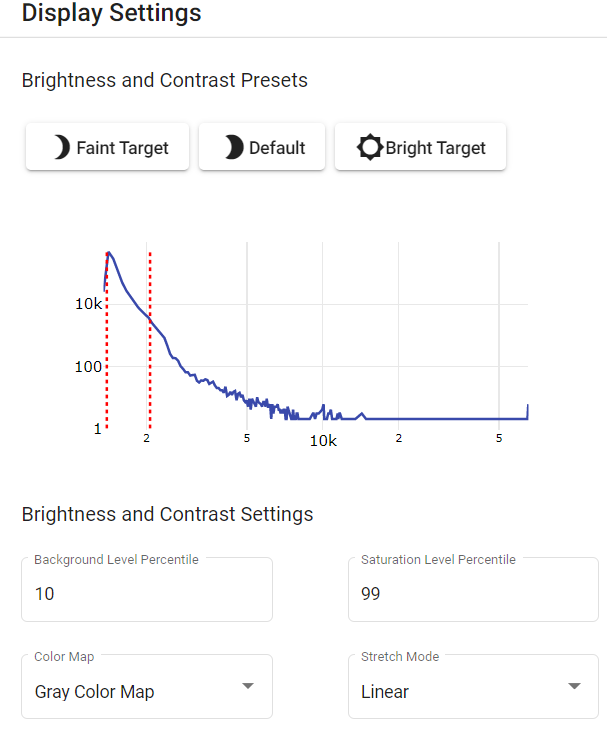 Display Settings
Brightness and Contrast Presets
Faint Target
Default
Bright Target
10k
100
1
2
5
10k
2
5
Brightness and Contrast Settings
Background Level Percentile
10
Saturation Level Percentile
99
Color Map
Gray Color Map
Stretch Mode
Linear